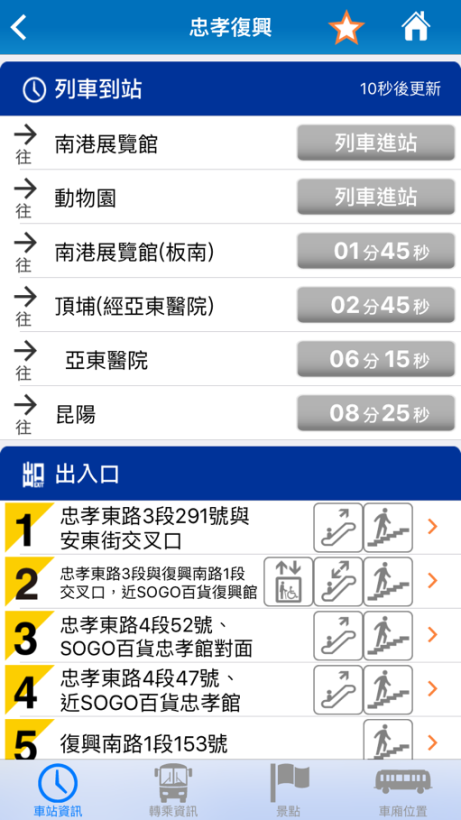 忠孝復興
列車到站
10秒後更新
往
南港展覽館
列車進站
往
動物園
列車進站
往
南港展覽館(板南)
01分45秒
往
頂埔(經亞東醫院)
02分45秒
往
亞東醫院
06分15秒
往
昆陽
08分25秒
出口 EXIT
出入口
1
忠孝東路3段291號與
安東街交叉口
2
忠孝東路3段與復興南路1段
交叉口，近SOGO百貨復興館
3
忠孝東路4段52號、
SOGO百貨忠孝館對面
4
忠孝東路4段47號、
近SOGO百貨忠孝館
5
復興南路1段153號
車站資訊
轉乘資訊
景點
車廂位置